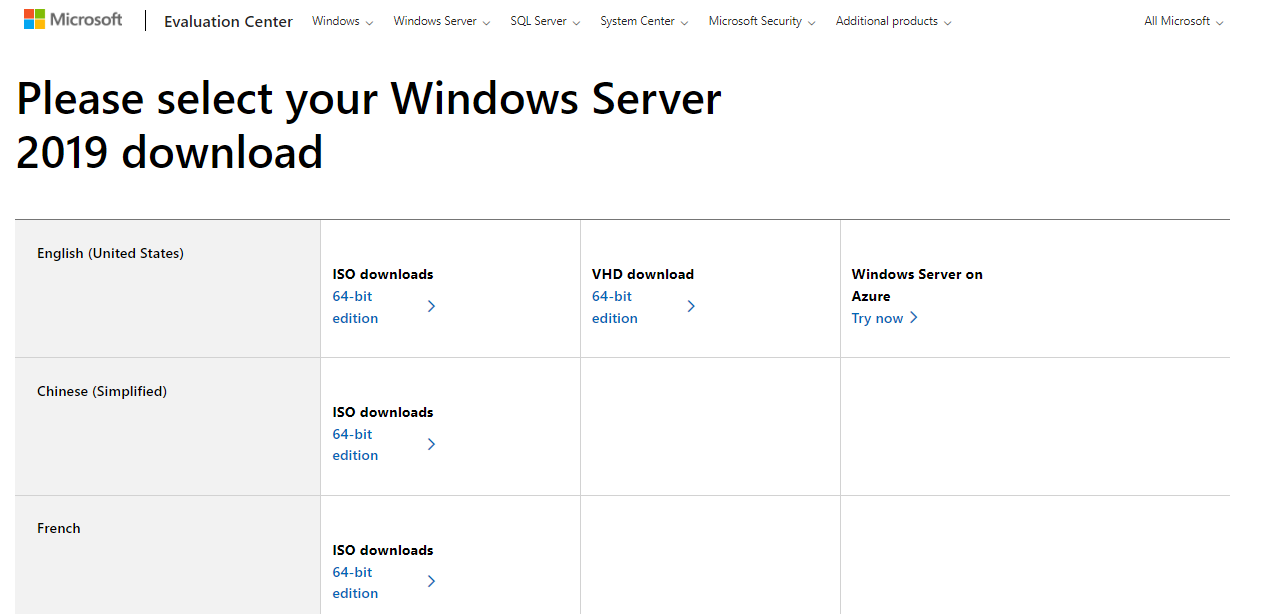 Microsoft
Evaluation Center
Windows
Windows Server
SQL Server
System Center
Microsoft Security
Additional products
All Microsoft
Please select your Windows Server
2019 download
English (United States)
ISO downloads
64-bit
edition
VHD download
64-bit
edition
Windows Server on
Azure
Try now
Chinese (Simplified)
ISO downloads
64-bit
edition
French
ISO downloads
64-bit
edition